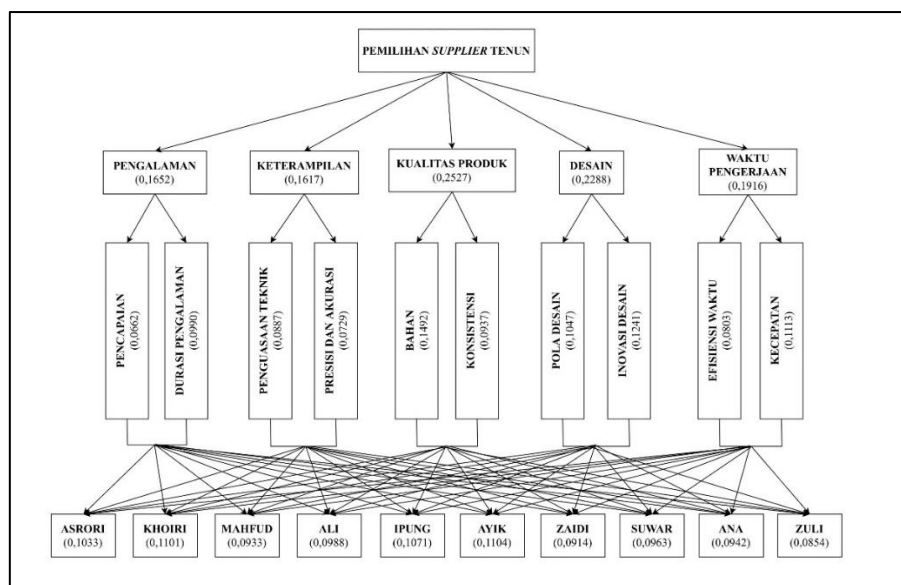 PEMILIHAN SUPPLIER TENUN
PENGALAMAN
(0,1652)
KETERAMPILAN
(0,1617)
KUALITAS PRODUK
(0,2527)
DESAIN
(0,2288)
WAKTU
PENGERJAAN
(0,1916)
PENCAPAIAN
(0,0662)
DURASI PENGALAMAN
(0,0990)
PENGUASAAN TEKNIK
(0,0887)
PRESISI DAN AKURASI
(0,0729)
BAHAN
(0,1492)
KONSISTENSI
(0,0937)
POLA DESAIN
(0,1047)
INOVASI DESAIN
(0,1241)
EFISIENSI WAKTU
(0,0803)
KECEPATAN
(0,1113)
ASRORI
(0,1033)
KHOIRI
(0,1101)
MAHFUD
(0,0933)
ALI
(0,0988)
IPUNG
(0,1071)
AYIK
(0,1104)
ZAIDI
(0,0914)
SUWAR
(0,0963)
ANA
(0,0942)
ZULI
(0,0854)